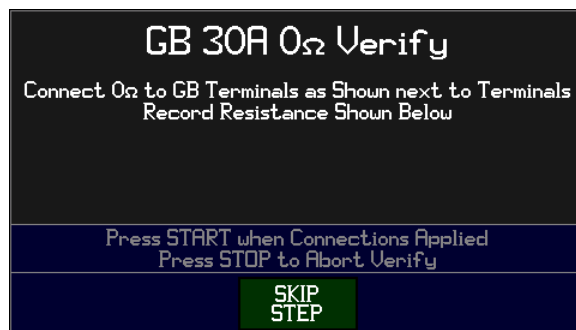 GB 30A 0Ω Verify
Connect 0Ω to GB Terminals as Shown next to Terminals
Record Resistance Shown Below
Press START when Connections Applied
Press STOP to Abort Verify
SKIP
STEP